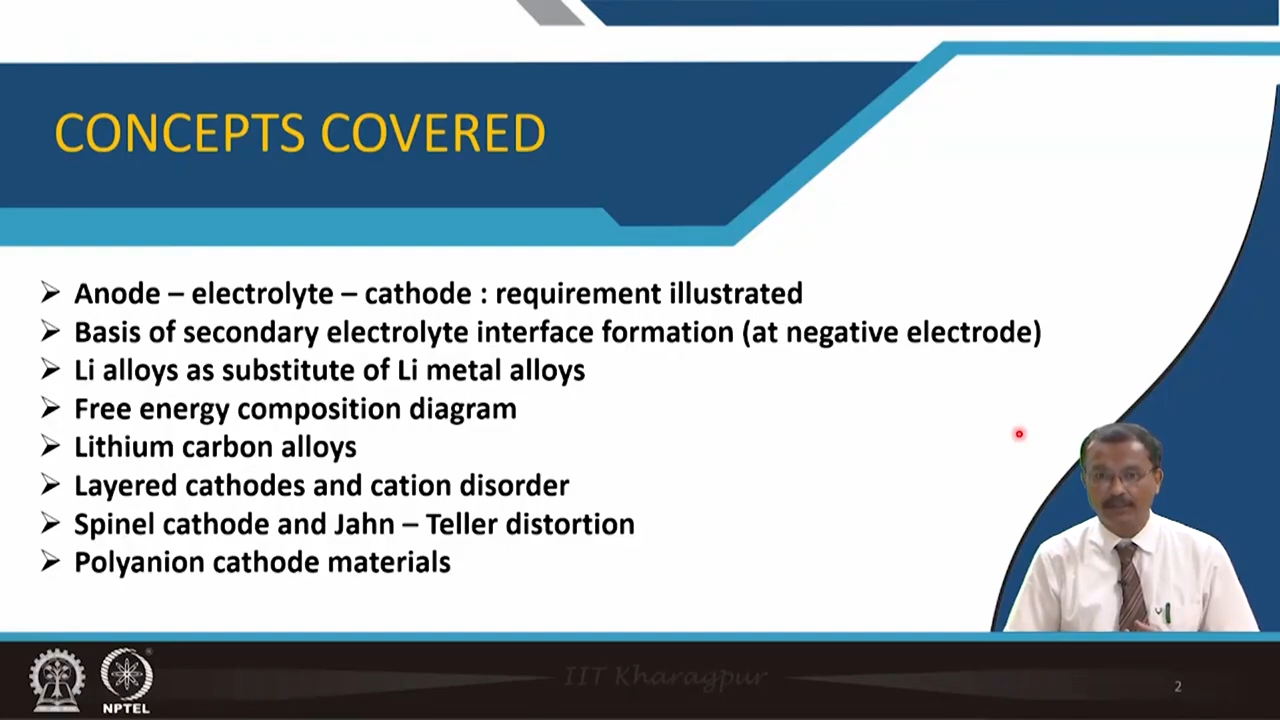 CONCEPTS COVERED
➢ Anode – electrolyte – cathode : requirement illustrated
➢ Basis of secondary electrolyte interface formation (at negative electrode)
➢ Li alloys as substitute of Li metal alloys
➢ Free energy composition diagram
➢ Lithium carbon alloys
➢ Layered cathodes and cation disorder
➢ Spinel cathode and Jahn – Teller distortion
➢ Polyanion cathode materials
IIT Kharagpur
2
NPTEL